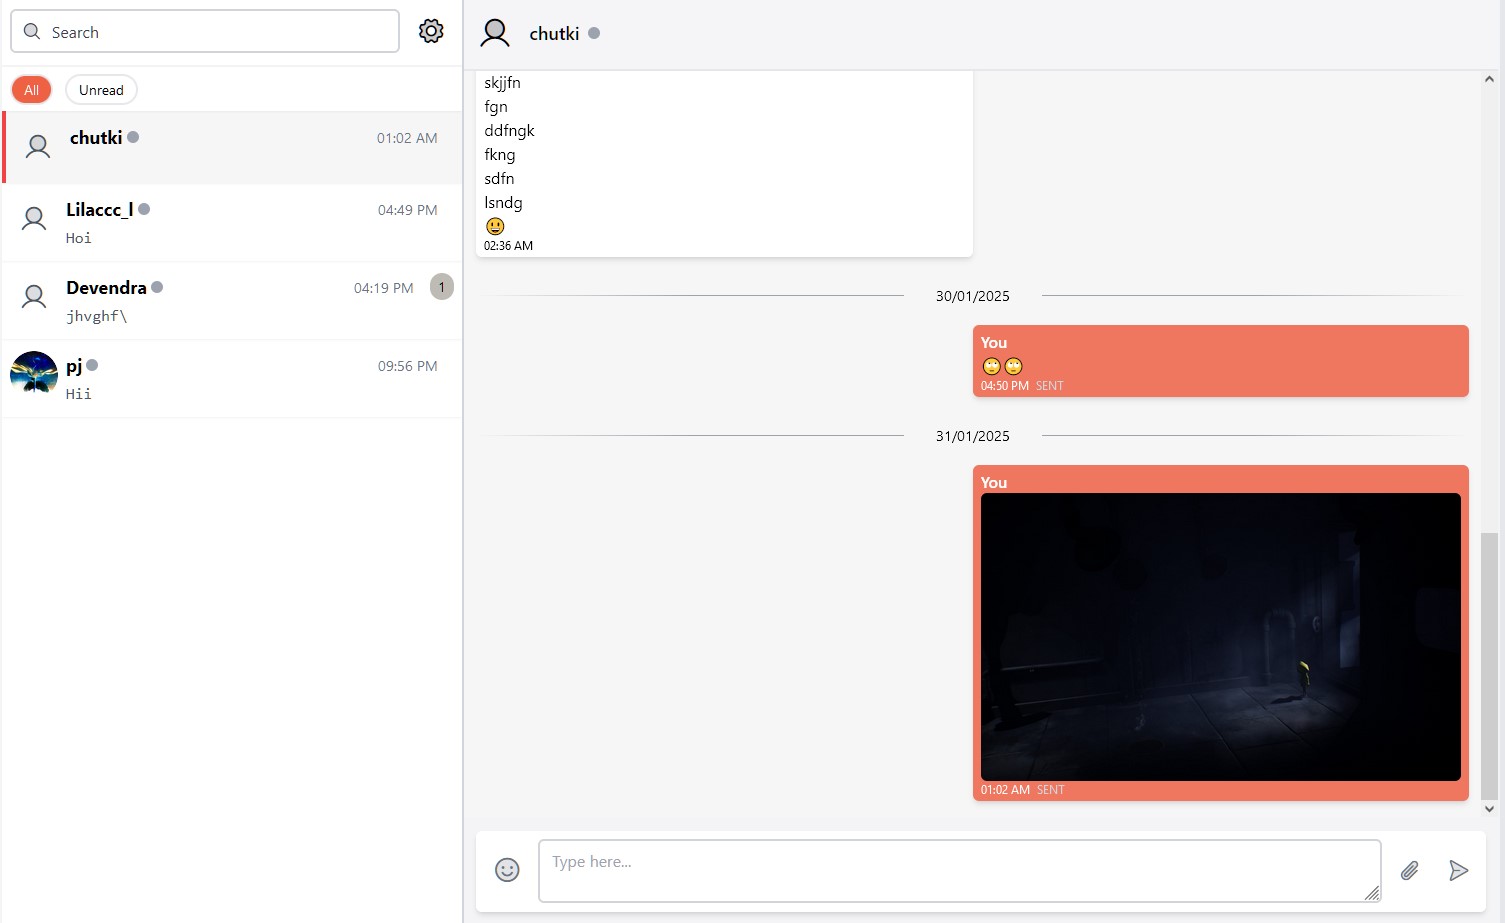 Search
All
Unread
chutki
01:02 AM
Lilaccc_l
04:49 PM
Hoi
Devendra
04:19 PM
1
jhvghf\
pj
09:56 PM
Hii
chutki
skjjfn
fgn
ddfngk
fkng
sdfn
lsndg
😀
02:36 AM
30/01/2025
You
🙄🙄
04:50 PM SENT
31/01/2025
You
01:02 AM SENT
Type here...